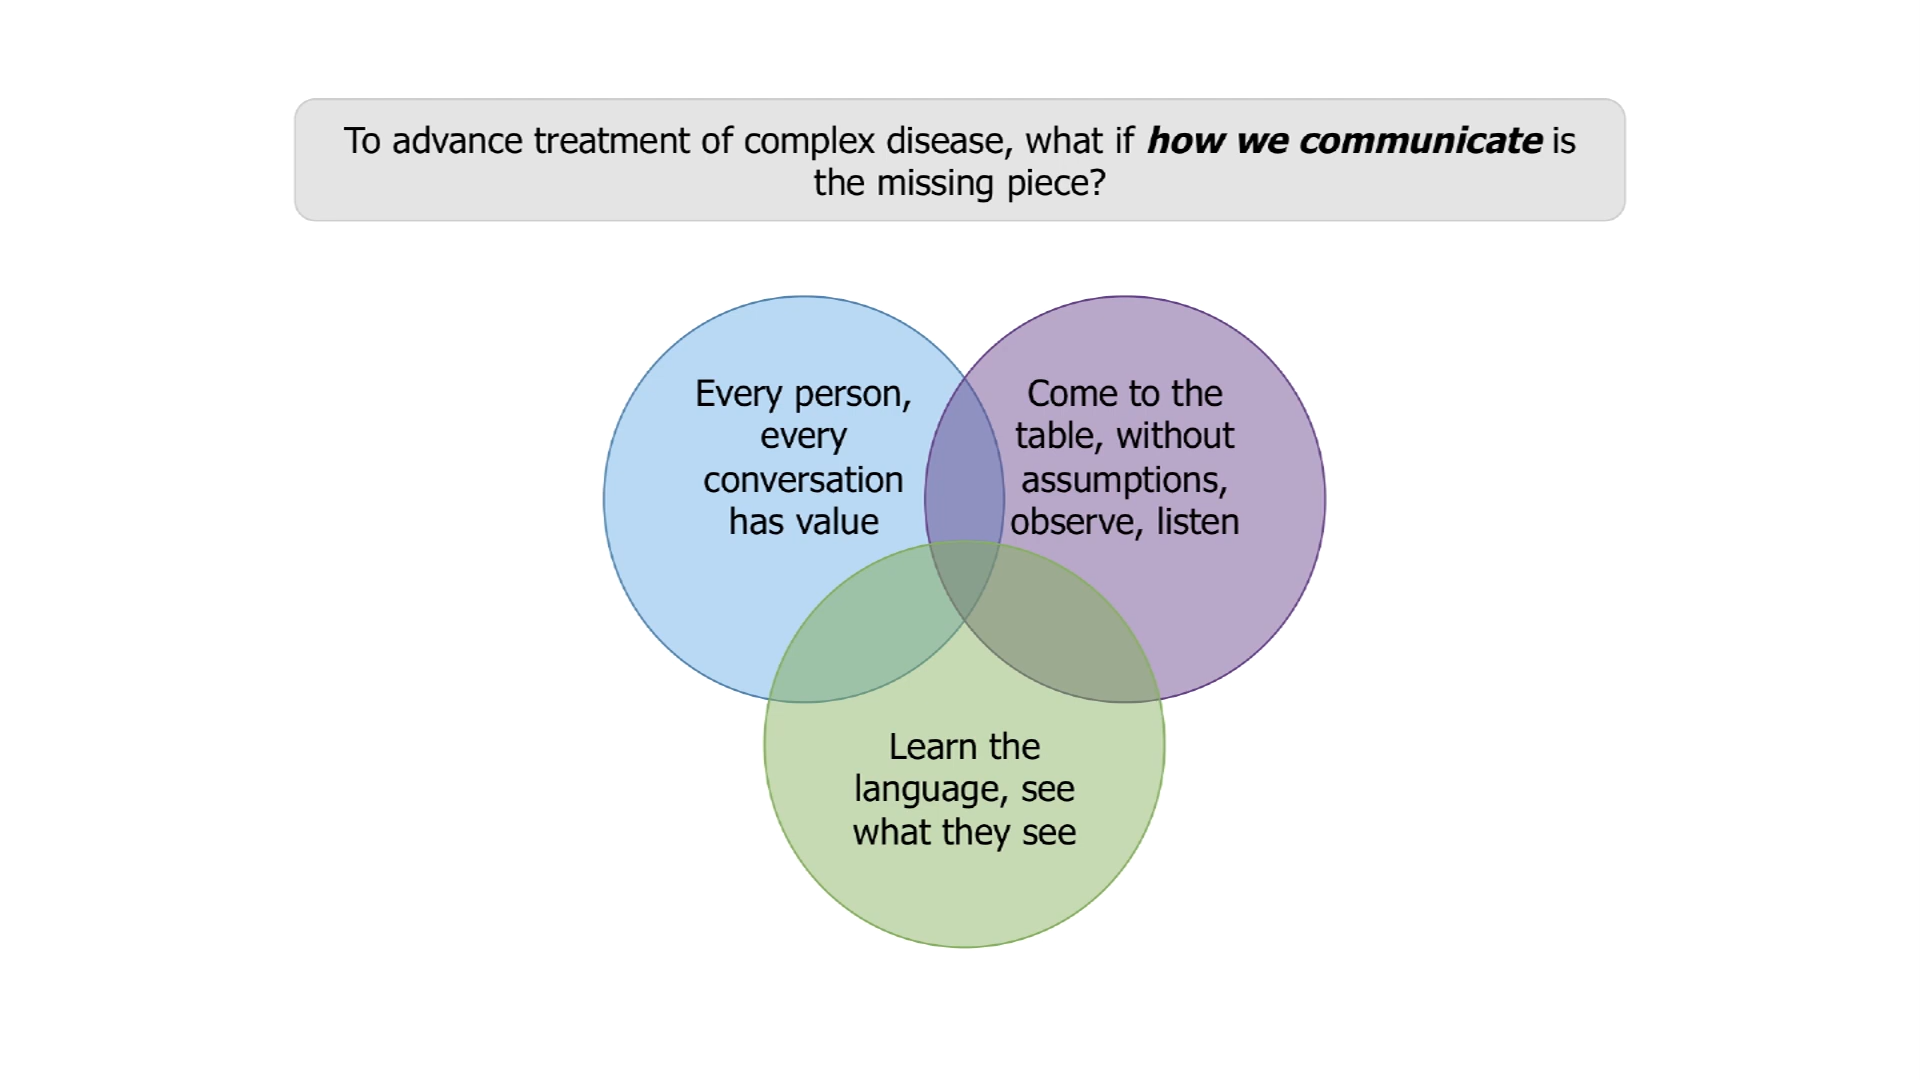 To advance treatment of complex disease, what if how we communicate is
the missing piece?
Every person,
every
conversation
has value
Come to the
table, without
assumptions,
observe, listen
Learn the
language, see
what they see